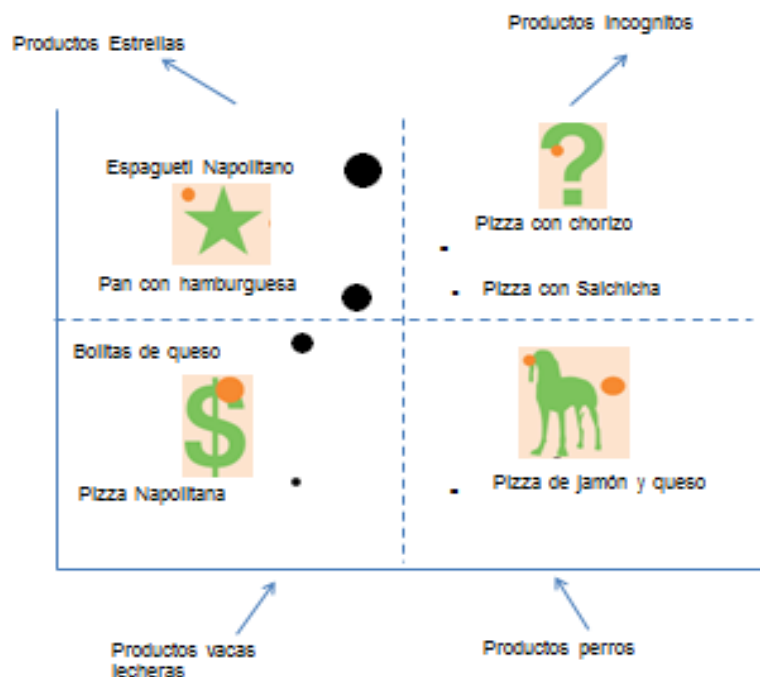 Productos Estrellas
Productos Incognitos
Espagueti Napolitano
Pizza con chorizo
Pan con hamburguesa
Pizza con Salchicha
Bolitas de queso
Pizza Napolitana
Pizza de jamón y queso
Productos vacas
lecheras
Productos perros